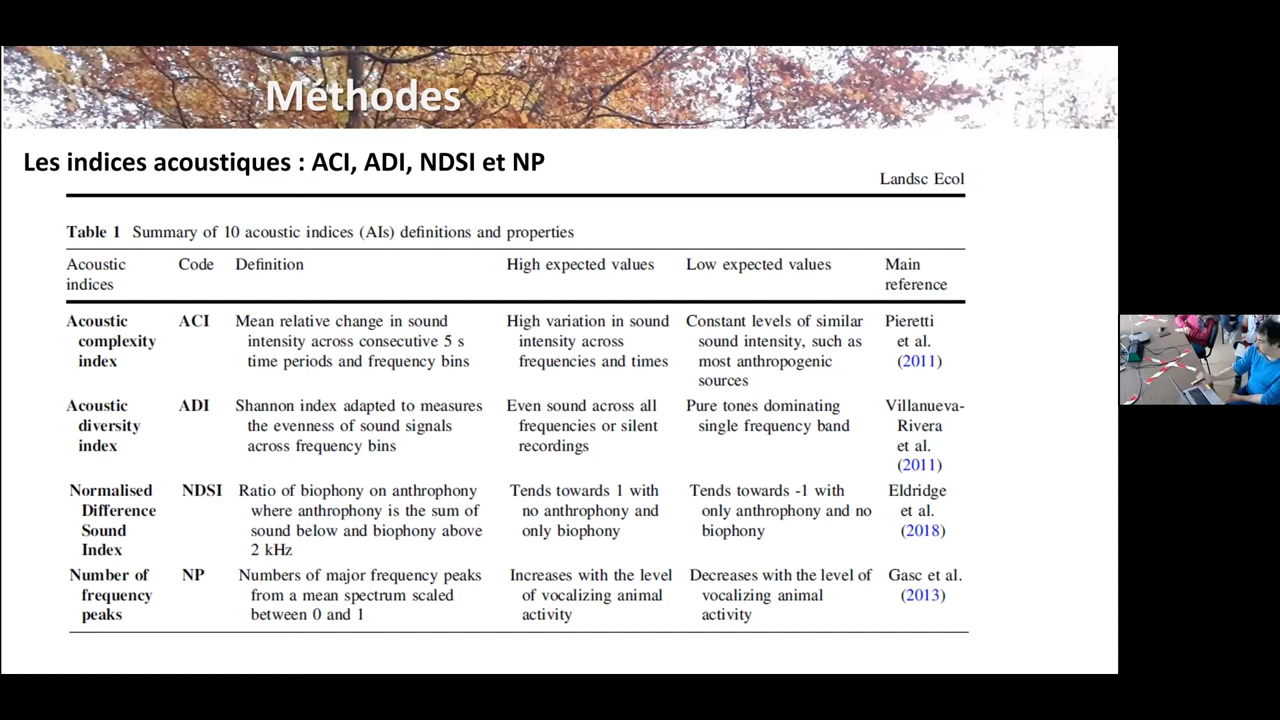 Méthodes
Les indices acoustiques : ACI, ADI, NDSI et NP
Landsc Ecol
Table 1 Summary of 10 acoustic indices (AIs) definitions and properties
Acoustic indices Code Definition High expected values Low expected values Main reference
Acoustic ACI Mean relative change in sound High variation in sound Constant levels of similar Pieretti
complexity intensity across consecutive 5 s intensity across sound intensity, such as et al.
index time periods and frequency bins frequencies and times most anthropogenic (2011)
sources
Acoustic ADI Shannon index adapted to measures Even sound across all Pure tones dominating Villanueva-
diversity the evenness of sound signals frequencies or silent single frequency band Rivera
index across frequency bins recordings et al.
(2011)
Normalised NDSI Ratio of biophony on anthrophony Tends towards 1 with Tends towards -1 with Eldridge
Difference where anthrophony is the sum of no anthrophony and only anthrophony and no et al.
Sound sound below and biophony above only biophony biophony (2018)
Index 2 kHz
Number of NP Numbers of major frequency peaks Increases with the level Decreases with the level of Gasc et al.
frequency from a mean spectrum scaled of vocalizing animal vocalizing animal (2013)
peaks between 0 and 1 activity activity